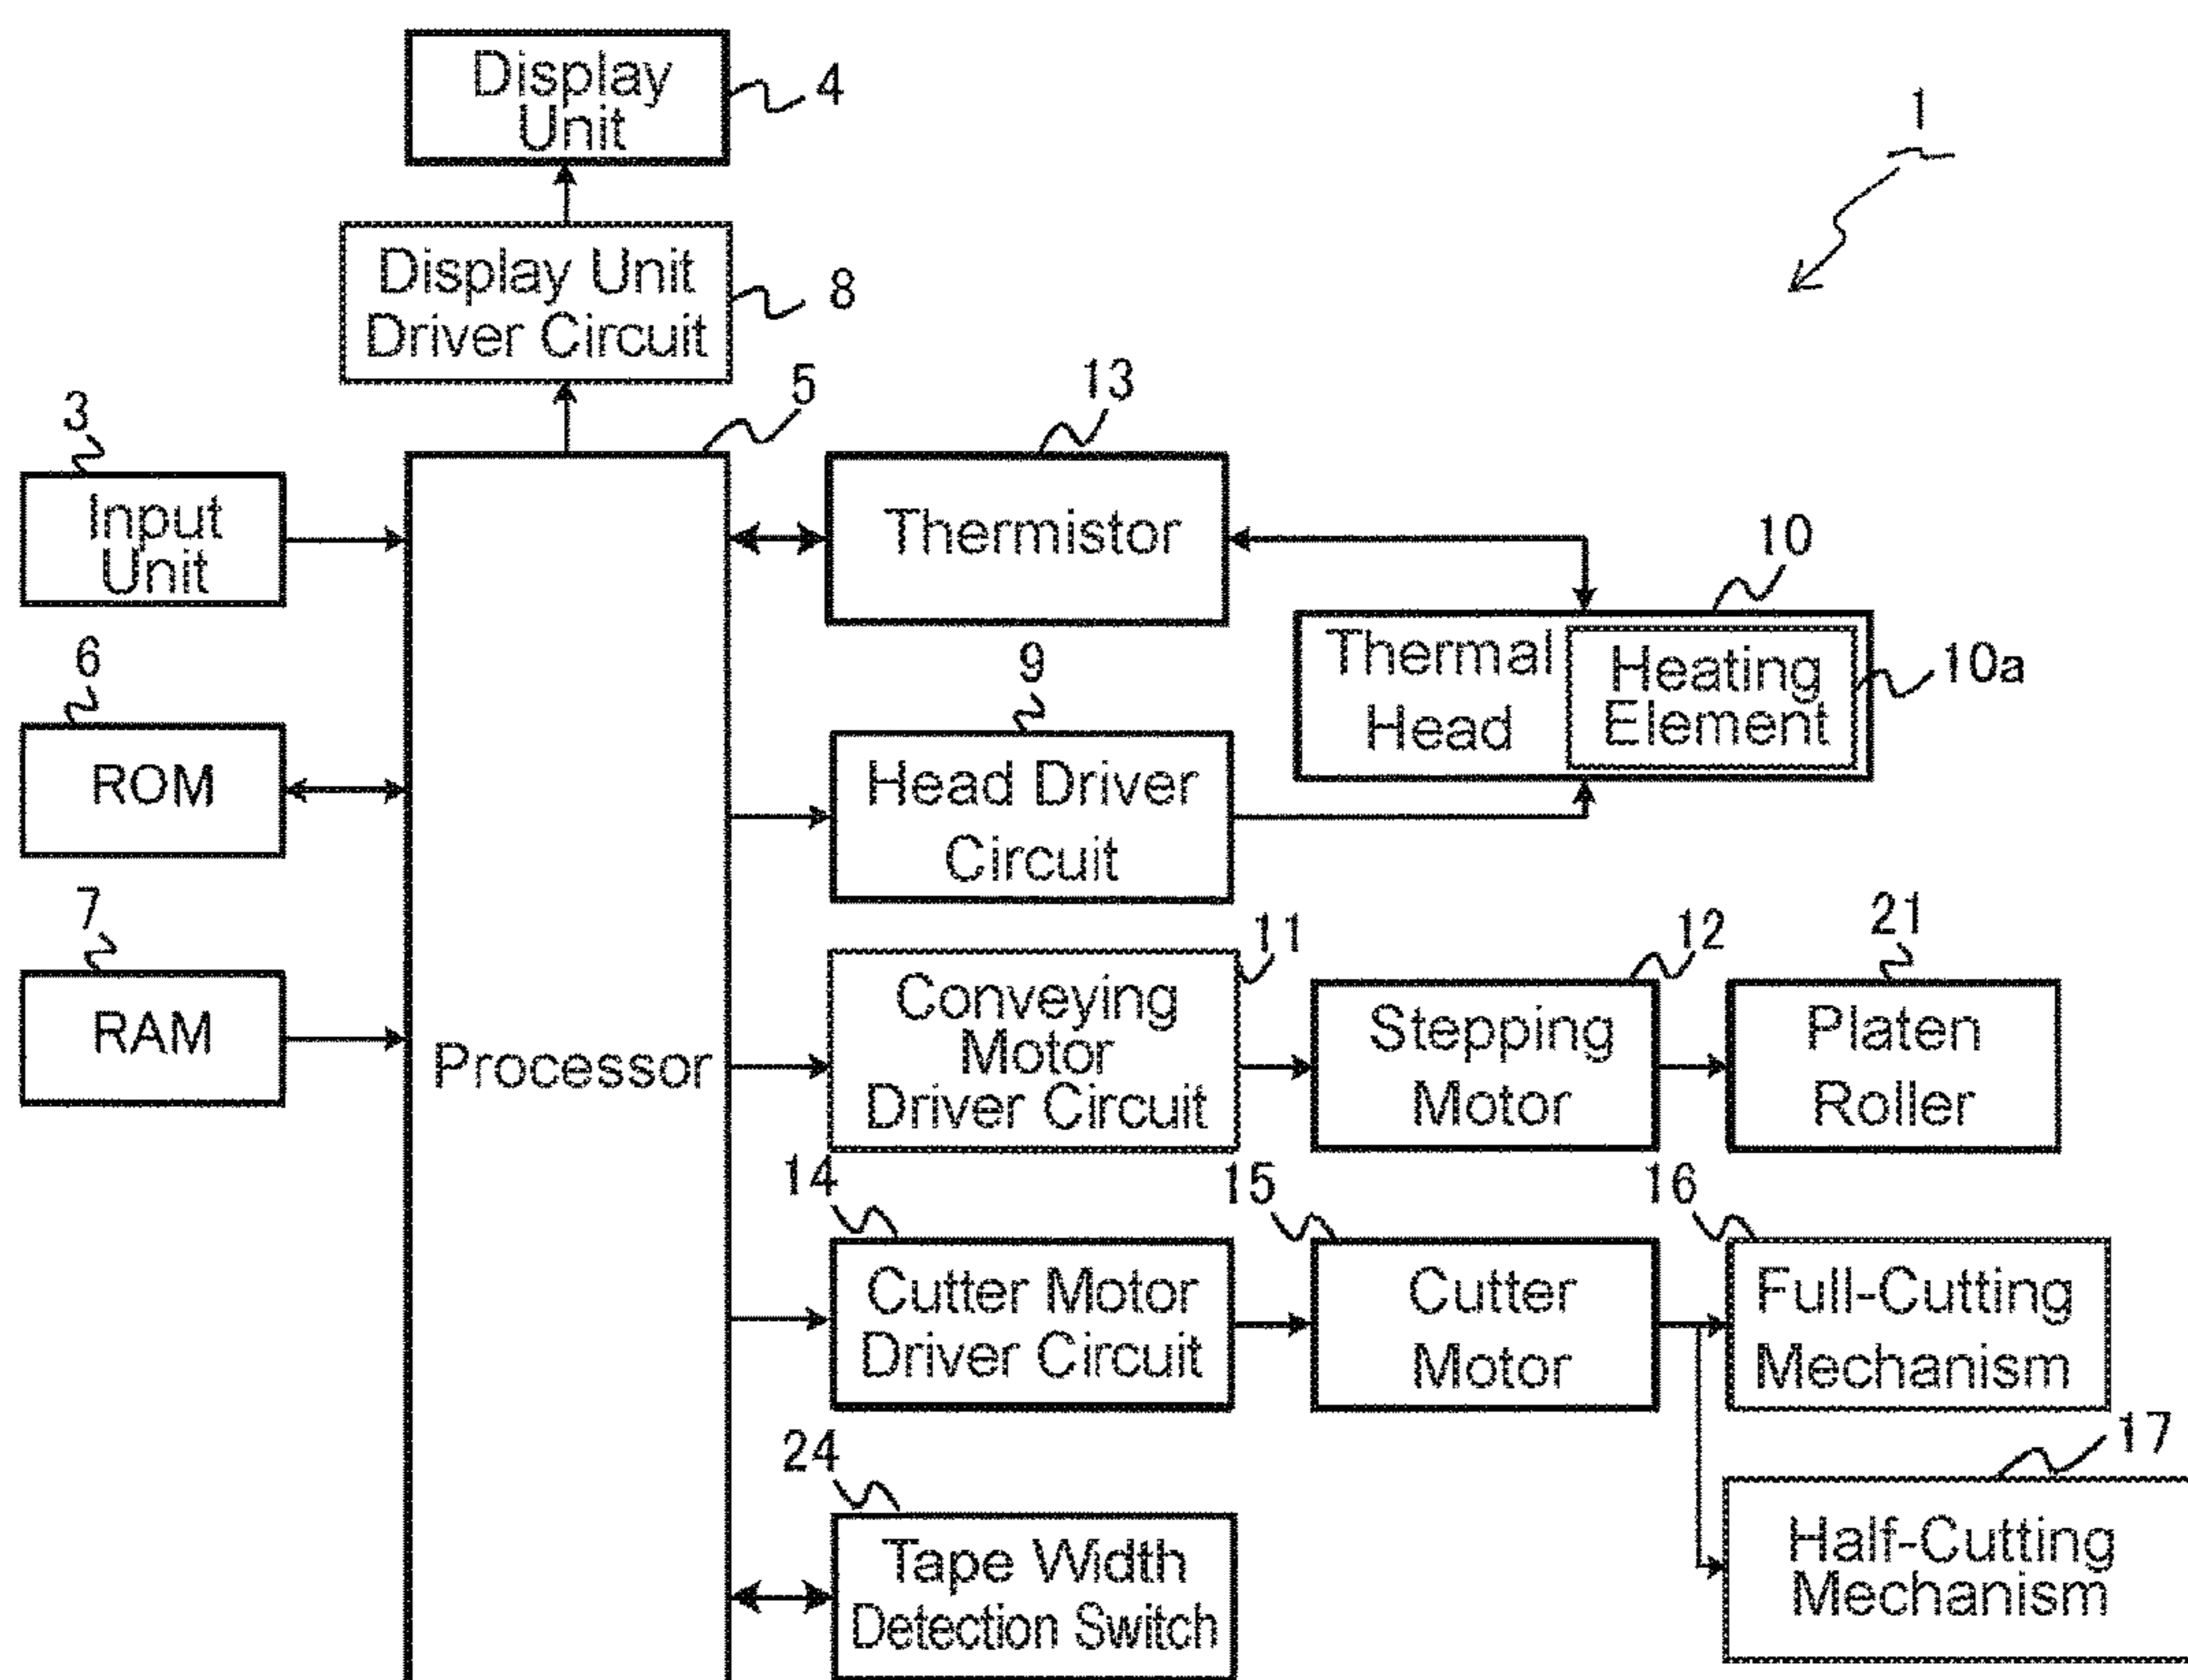 Display
Unit
4
1
Display Unit
Driver Circuit
8
5
13
3
Input
Unit
Thermistor
10
Thermal
Head
Heating
Element
10a
6
ROM
9
Head Driver
Circuit
7
RAM
Processor
11
Conveying
Motor
Driver Circuit
12
Stepping
Motor
21
Platen
Roller
14
Cutter Motor
Driver Circuit
15
Cutter
Motor
16
Full-Cutting
Mechanism
24
Tape Width
Detection Switch
17
Half-Cutting
Mechanism